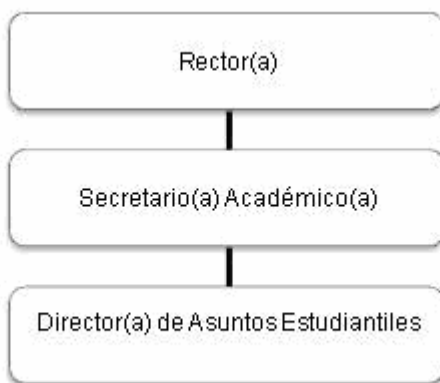 Rector(a)
Secretario(a) Académico(a)
Director(a) de Asuntos Estudiantiles